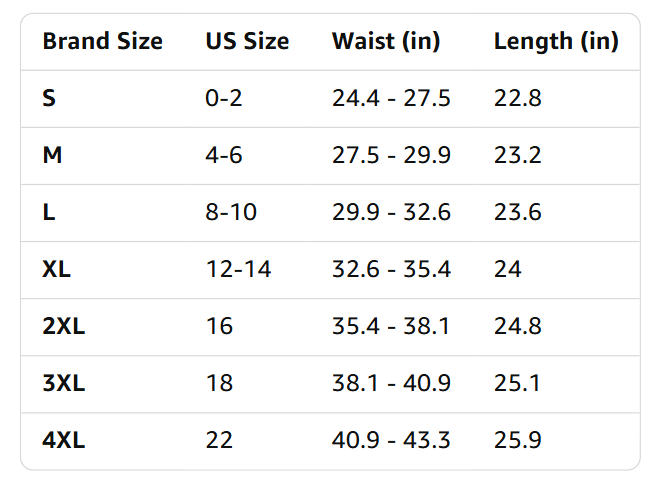 Brand Size US Size Waist (in) Length (in)
S 0-2 24.4 - 27.5 22.8
M 4-6 27.5 - 29.9 23.2
L 8-10 29.9 - 32.6 23.6
XL 12-14 32.6 - 35.4 24
2XL 16 35.4 - 38.1 24.8
3XL 18 38.1 - 40.9 25.1
4XL 22 40.9 - 43.3 25.9